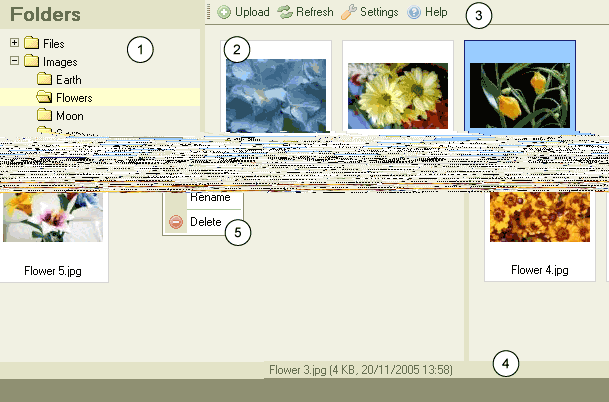 Folders
Upload Refresh Settings Help 3
Files 1 2
Images
Earth
Flowers
Moon
Rename
Delete
5
Flower 5.jpg Flower 4.jpg
4
Flower 3.jpg (4 KB, 20/11/2005 13:58)